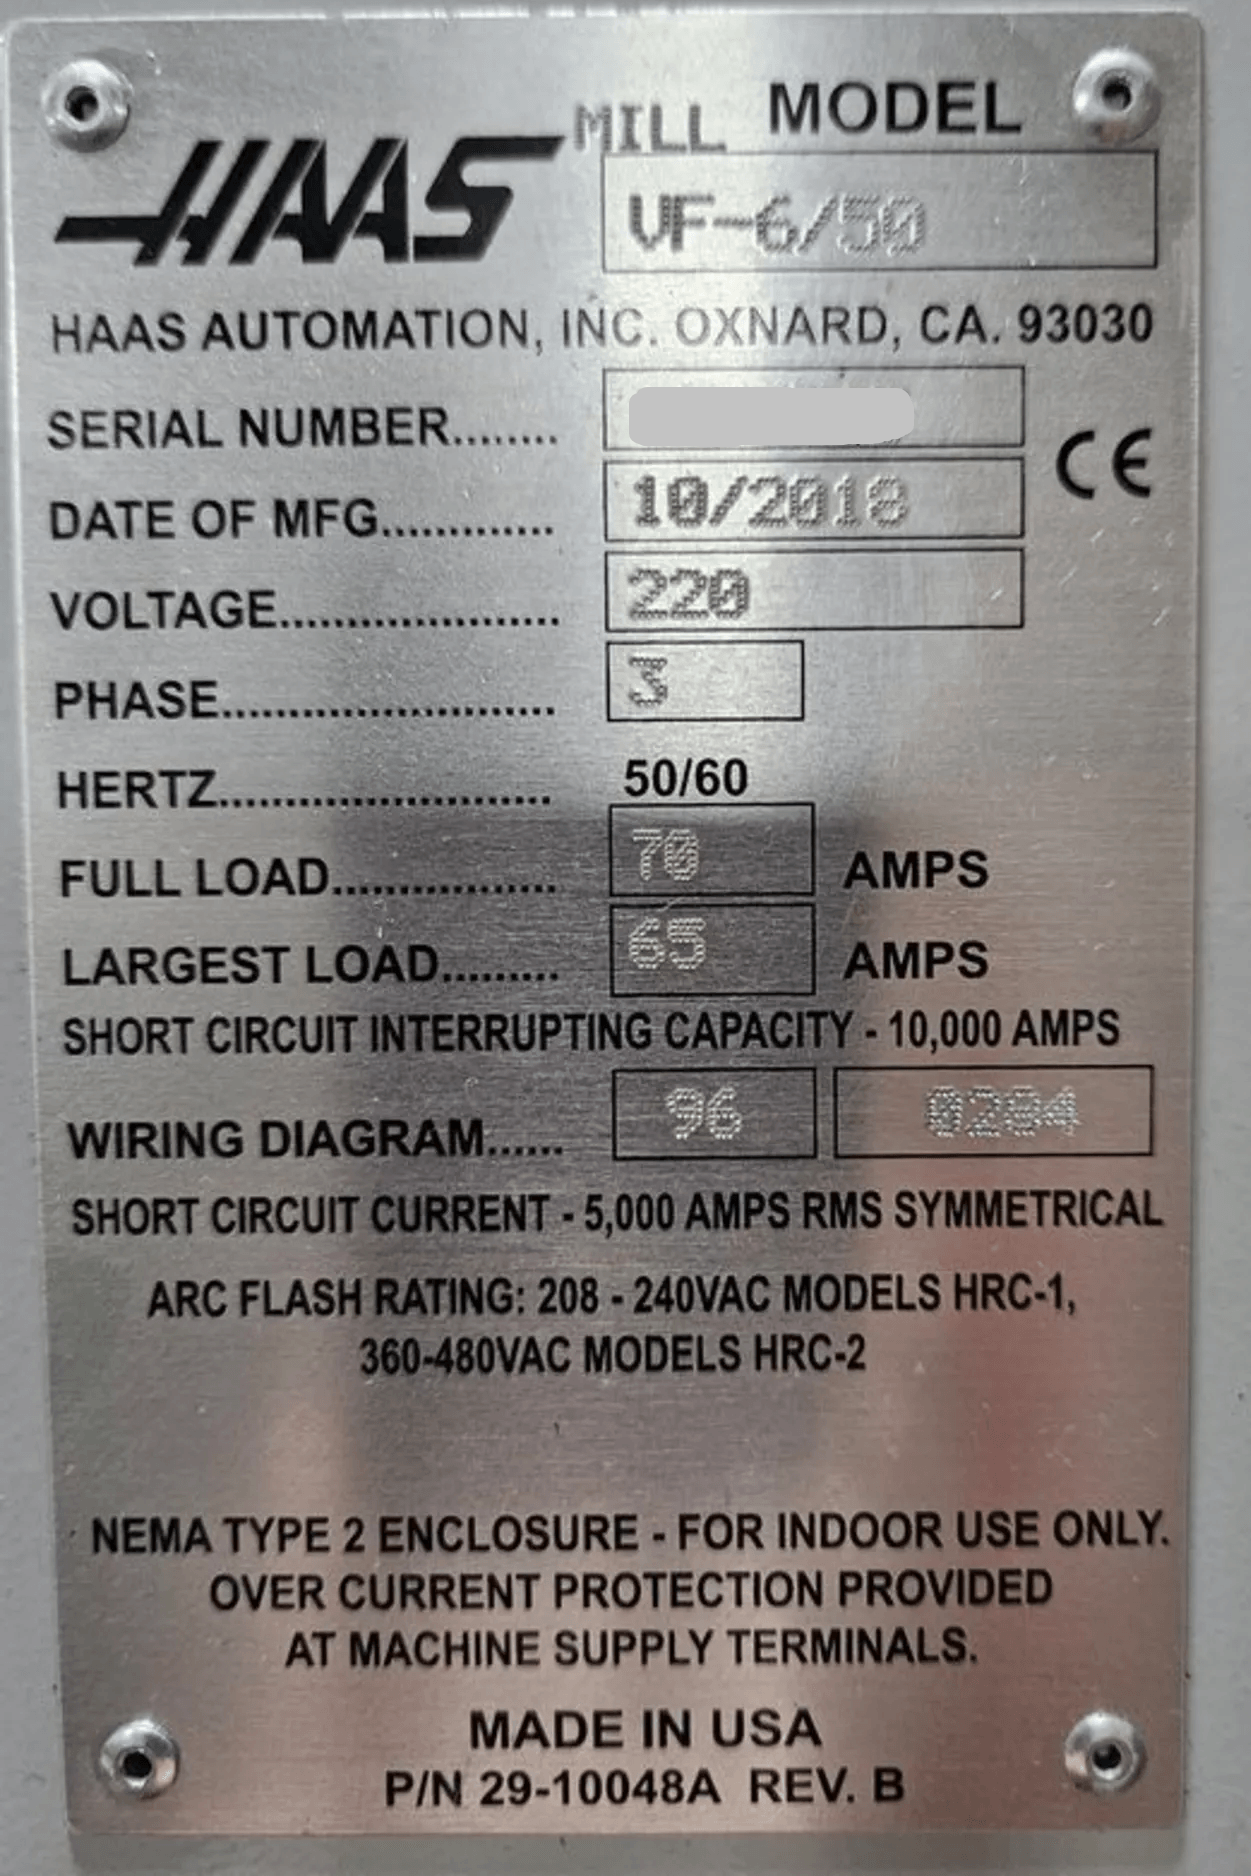 MILL MODEL
HAAS VF-6/50
HAAS AUTOMATION, INC. OXNARD, CA. 93030
SERIAL NUMBER........
CE
DATE OF MFG............. 10/2018
VOLTAGE..................... 220
PHASE......................... 3
HERTZ......................... 50/60
FULL LOAD................. 70 AMPS
LARGEST LOAD......... 65 AMPS
SHORT CIRCUIT INTERRUPTING CAPACITY - 10,000 AMPS
WIRING DIAGRAM...... 96 0284
SHORT CIRCUIT CURRENT - 5,000 AMPS RMS SYMMETRICAL
ARC FLASH RATING: 208 - 240VAC MODELS HRC-1,
360-480VAC MODELS HRC-2
NEMA TYPE 2 ENCLOSURE - FOR INDOOR USE ONLY.
OVER CURRENT PROTECTION PROVIDED
AT MACHINE SUPPLY TERMINALS.
MADE IN USA
P/N 29-10048A REV. B